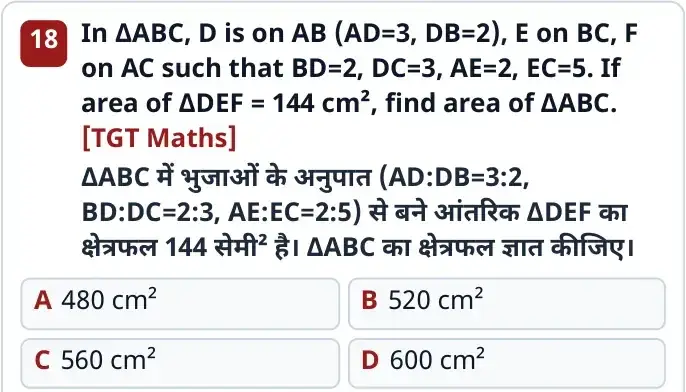 18 In ΔABC, D is on AB (AD=3, DB=2), E on BC, F
on AC such that BD=2, DC=3, AE=2, EC=5. If
area of ΔDEF = 144 cm², find area of ΔABC.
[TGT Maths]
ΔABC में भुजाओं के अनुपात (AD:DB=3:2,
BD:DC=2:3, AE:EC=2:5) से बने आंतरिक ΔDEF का
क्षेत्रफल 144 सेमी² है। ΔABC का क्षेत्रफल ज्ञात कीजिए।
A 480 cm²
B 520 cm²
C 560 cm²
D 600 cm²